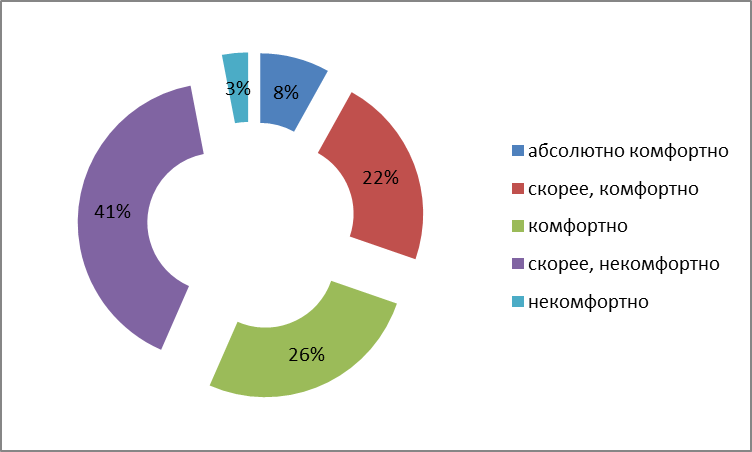 3%
8%
22%
41%
26%
абсолютно комфортно
скорее, комфортно
комфортно
скорее, некомфортно
некомфортно